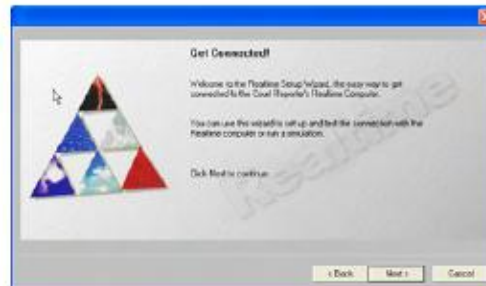 Get Connected!
Welcome to the Realtime Setup Wizard, the easy way to get
connected to the Court Reporter's Realtime Computer.
You can use this wizard to set up and test the connection with the
Realtime computer or run a simulation.
Click Next to continue.
Realtime
< Back
Next >
Cancel